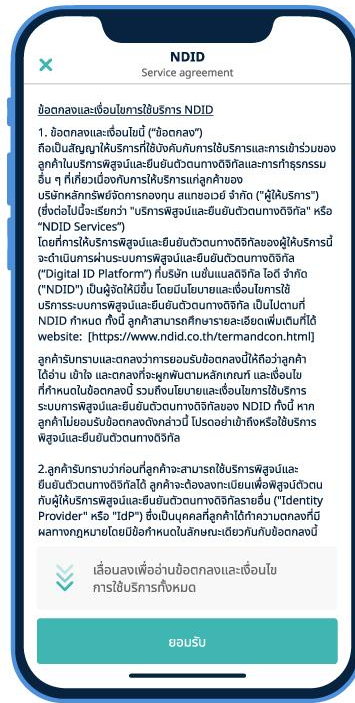 NDID
Service agreement
ข้อตกลงและเงื่อนไขการใช้บริการ NDID
1. ข้อตกลงและเงื่อนไขนี้ (“ข้อตกลง”)
ถือเป็นสัญญาให้บริการที่ใช้บังคับกับการใช้บริการและการเข้าร่วมของ
ลูกค้าในบริการพิสูจน์และยืนยันตัวตนทางดิจิทัลและการทำธุรกรรม
อื่น ๆ ที่เกี่ยวเนื่องกับการให้บริการแก่ลูกค้าของ
บริษัทหลักทรัพย์จัดการกองทุน สแทชอเวย์ จำกัด ("ผู้ให้บริการ")
(ซึ่งต่อไปนี้จะเรียกว่า "บริการพิสูจน์และยืนยันตัวตนทางดิจิทัล" หรือ
“NDID Services”)
โดยที่การให้บริการพิสูจน์และยืนยันตัวตนทางดิจิทัลของผู้ให้บริการนี้
จะดำเนินการผ่านระบบการพิสูจน์และยืนยันตัวตนทางดิจิทัล
(“Digital ID Platform”) ที่บริษัท เนชั่นแนลดิจิทัล ไอดี จำกัด
("NDID") เป็นผู้จัดให้มีขึ้น โดยมีนโยบายและเงื่อนไขการใช้
บริการระบบการพิสูจน์และยืนยันตัวตนทางดิจิทัล เป็นไปตามที่
NDID กำหนด ทั้งนี้ ลูกค้าสามารถศึกษารายละเอียดเพิ่มเติมที่ได้
website: [https://www.ndid.co.th/termandcon.html]
ลูกค้ารับทราบและตกลงว่าการยอมรับข้อตกลงนี้ให้ถือว่าลูกค้า
ได้อ่าน เข้าใจ และตกลงที่จะผูกพันตามหลักเกณฑ์ และเงื่อนไข
ที่กำหนดในข้อตกลงนี้ รวมถึงนโยบายและเงื่อนไขการใช้บริการ
ระบบการพิสูจน์และยืนยันตัวตนทางดิจิทัลของ NDID ทั้งนี้ หาก
ลูกค้าไม่ยอมรับข้อตกลงดังกล่าวนี้ โปรดอย่าเข้าถึงหรือใช้บริการ
พิสูจน์และยืนยันตัวตนทางดิจิทัล
2.ลูกค้ารับทราบว่าก่อนที่ลูกค้าจะสามารถใช้บริการพิสูจน์และ
ยืนยันตัวตนทางดิจิทัลได้ ลูกค้าจะต้องลงทะเบียนเพื่อพิสูจน์ตัวตน
กับผู้ให้บริการพิสูจน์และยืนยันตัวตนทางดิจิทัลรายอื่น ("Identity
Provider" หรือ "IdP") ซึ่งเป็นบุคคลที่ลูกค้าได้ทำความตกลงที่มี
ผลทางกฎหมายโดยมีข้อกำหนดในลักษณะเดียวกันกับข้อตกลงนี้
เลื่อนลงเพื่ออ่านข้อตกลงและเงื่อนไข
การใช้บริการทั้งหมด
ยอมรับ